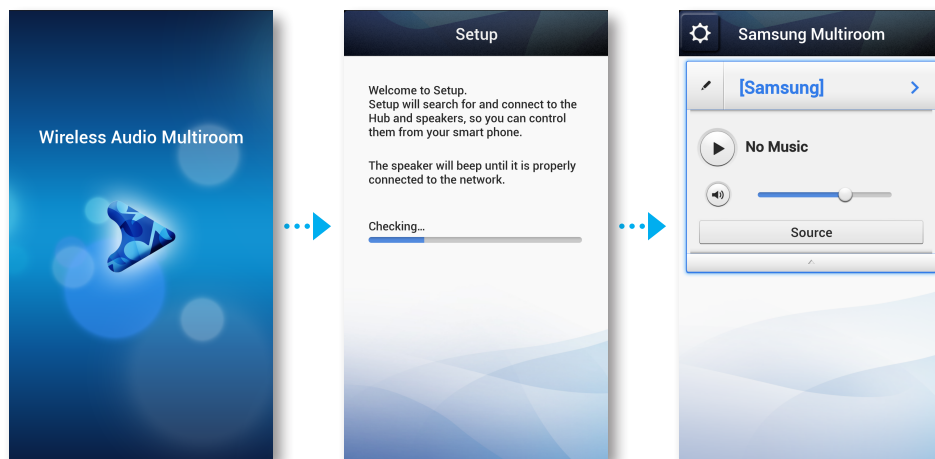 Wireless Audio Multiroom
Setup
Welcome to Setup.
Setup will search for and connect to the
Hub and speakers, so you can control
them from your smart phone.
The speaker will beep until it is properly
connected to the network.
Checking...
Samsung Multiroom
[Samsung]
No Music
Source